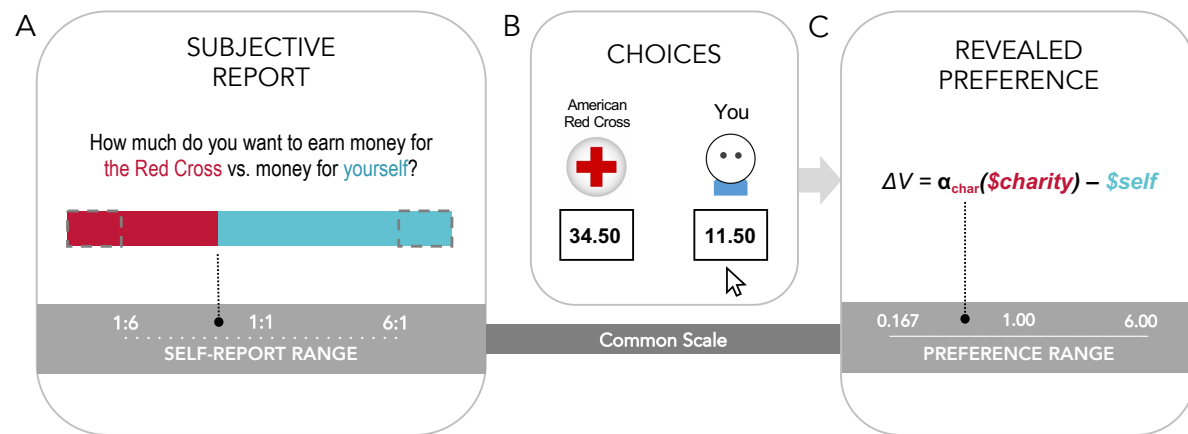 A
SUBJECTIVE
REPORT
How much do you want to earn money for
the Red Cross vs. money for yourself?
1:6 1:1 6:1
SELF-REPORT RANGE
B
CHOICES
American
Red Cross
You
34.50 11.50
Common Scale
C
REVEALED
PREFERENCE
ΔV = αchar($charity) – $self
0.167 1.00 6.00
PREFERENCE RANGE